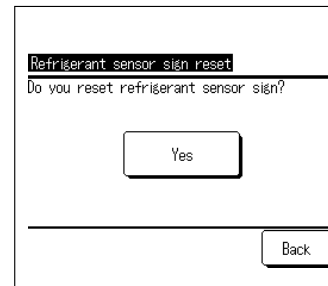 Refrigerant sensor sign reset
Do you reset refrigerant sensor sign?
Yes
Back